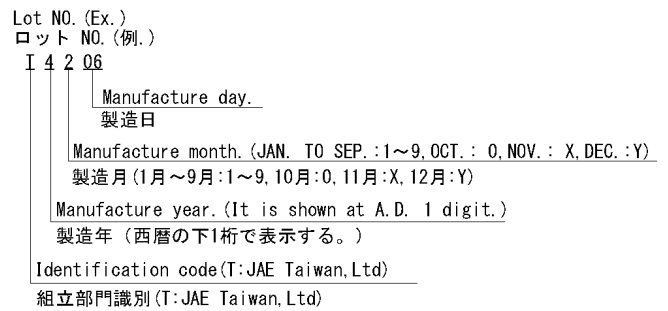 Lot NO.(Ex.)
ロット NO.(例.)
T 4 2 06
Manufacture day.
製造日
Manufacture month.(JAN. TO SEP.:1～9,OCT.: 0,NOV.: X,DEC.:Y)
製造月(1月～9月:1～9,10月:0,11月:X,12月:Y)
Manufacture year.(It is shown at A.D. 1 digit.)
製造年（西暦の下1桁で表示する。）
Identification code(T:JAE Taiwan,Ltd)
組立部門識別(T:JAE Taiwan,Ltd)